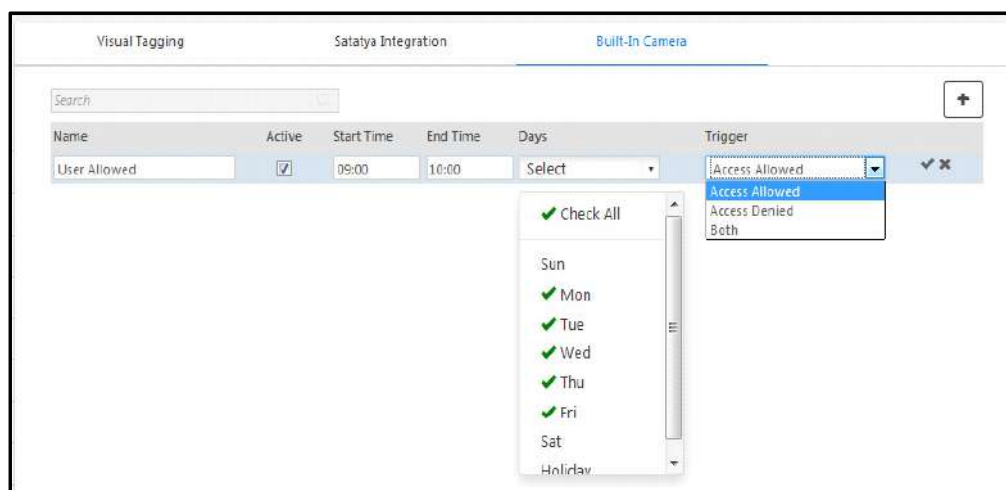 Visual Tagging Satatya Integration Built-In Camera
Search
Name Active Start Time End Time Days Trigger
User Allowed 09:00 10:00 Select Access Allowed
Access Allowed
Access Denied
Both
Check All
Sun
Mon
Tue
Wed
Thu
Fri
Sat
Holiday